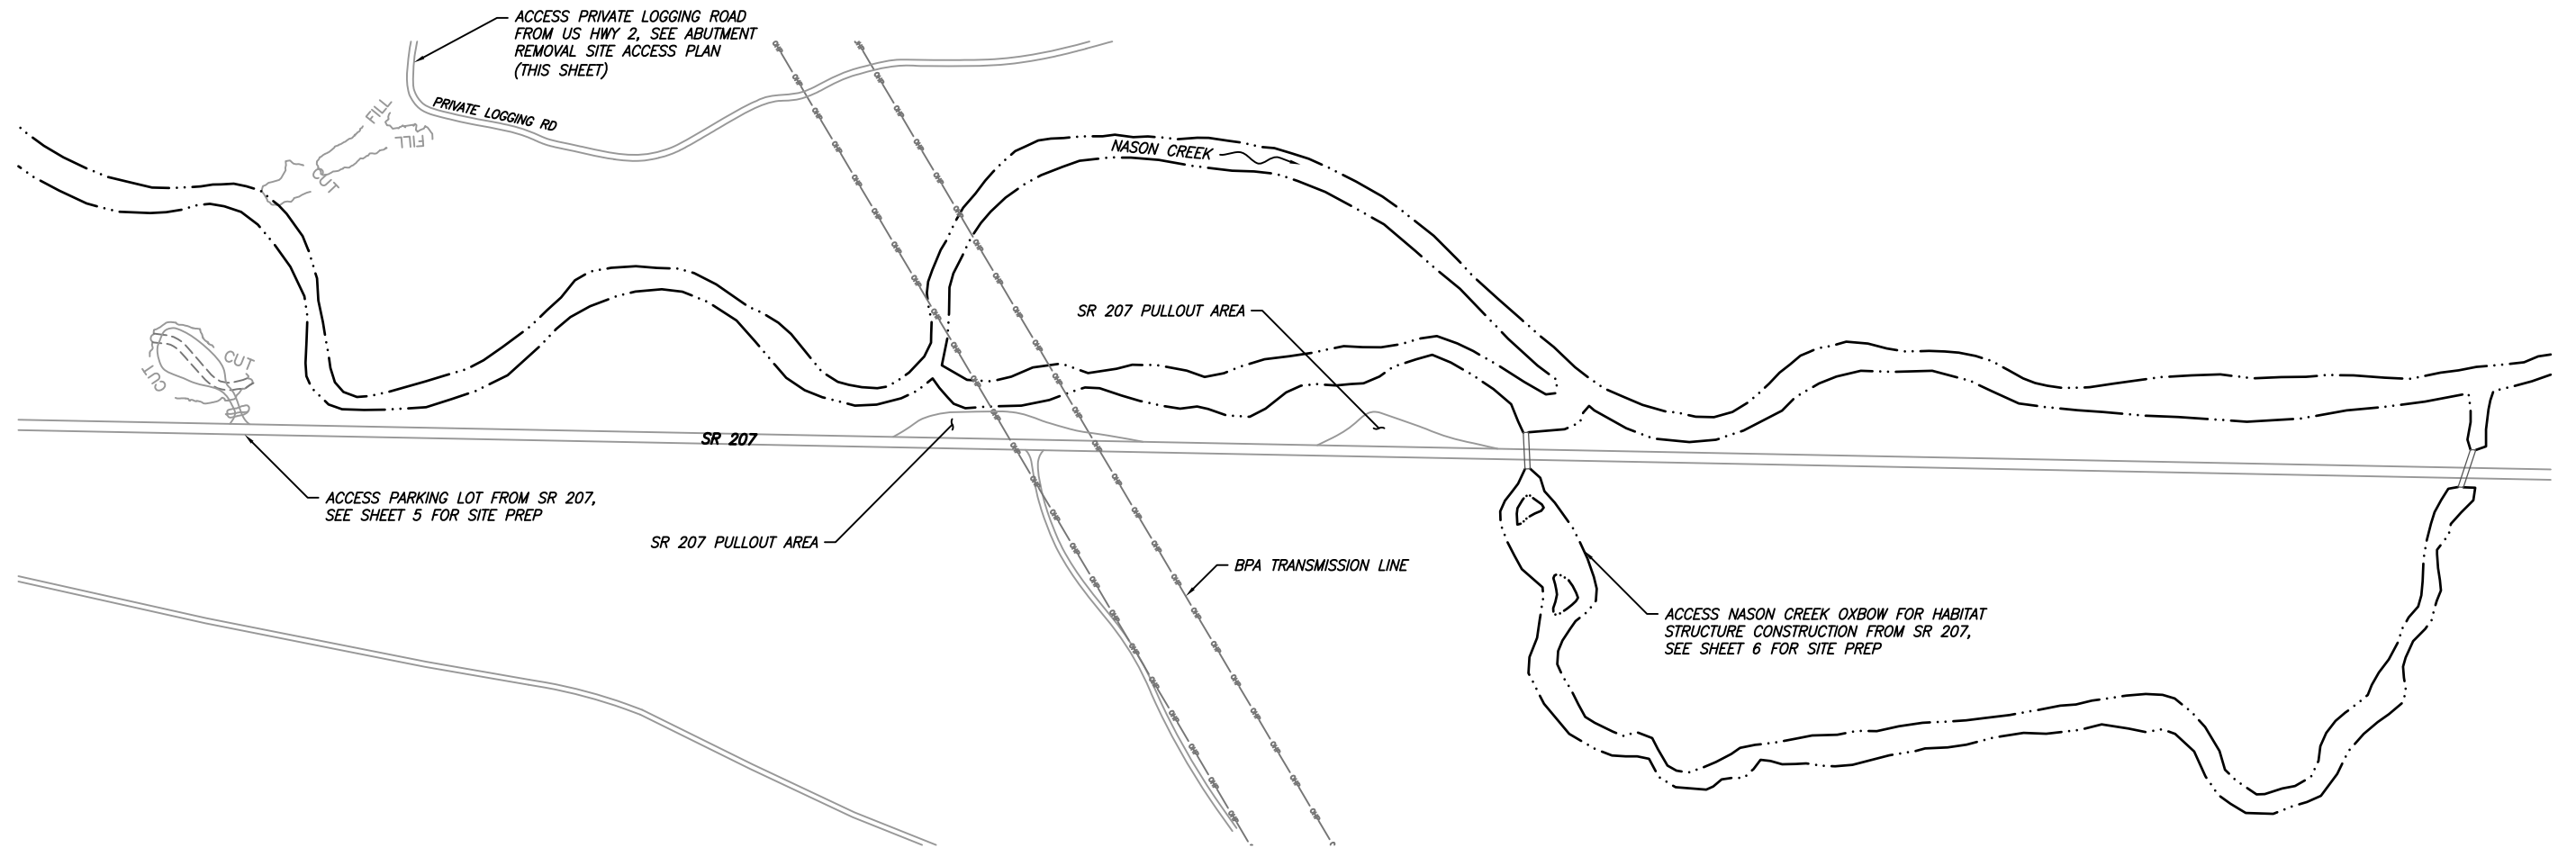 ACCESS PRIVATE LOGGING ROAD
FROM US HWY 2, SEE ABUTMENT
REMOVAL SITE ACCESS PLAN
(THIS SHEET)
PRIVATE LOGGING RD
FILL
FILL
CUT
NASON CREEK
SR 207 PULLOUT AREA
CUT
CUT
SR 207
ACCESS PARKING LOT FROM SR 207,
SEE SHEET 5 FOR SITE PREP
SR 207 PULLOUT AREA
BPA TRANSMISSION LINE
ACCESS NASON CREEK OXBOW FOR HABITAT
STRUCTURE CONSTRUCTION FROM SR 207,
SEE SHEET 6 FOR SITE PREP